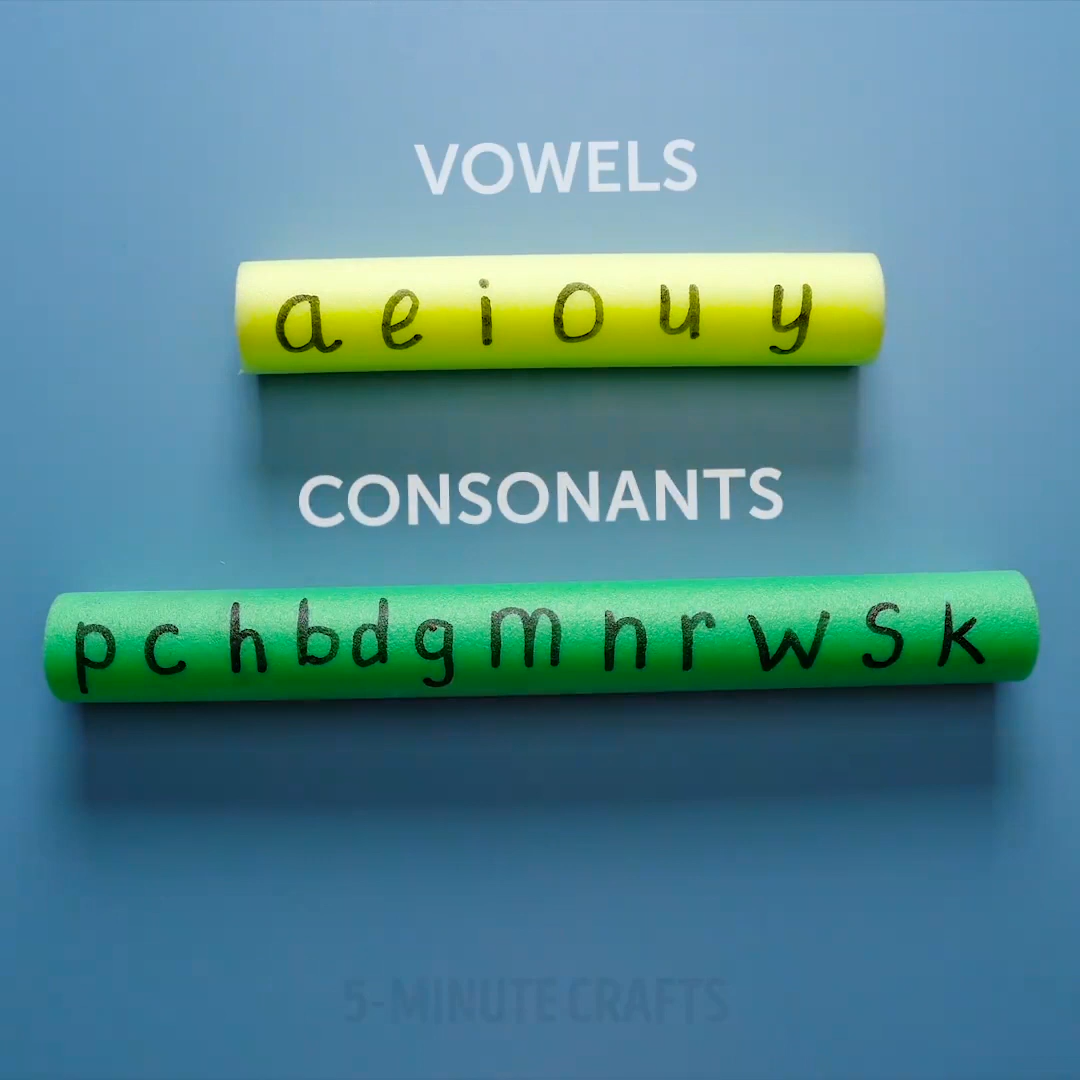 VOWELS
a e i o u y
CONSONANTS
p c h b d g m n r w s k
5-MINUTE CRAFTS